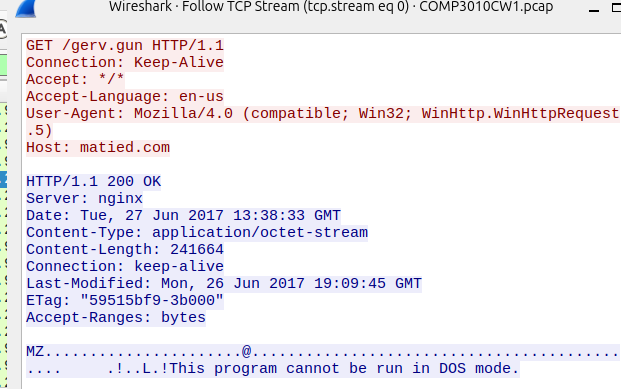 Wireshark · Follow TCP Stream (tcp.stream eq 0) · COMP3010CW1.pcap
GET /gerv.gun HTTP/1.1
Connection: Keep-Alive
Accept: */*
Accept-Language: en-us
User-Agent: Mozilla/4.0 (compatible; Win32; WinHttp.WinHttpRequest
.5)
Host: matied.com
HTTP/1.1 200 OK
Server: nginx
Date: Tue, 27 Jun 2017 13:38:33 GMT
Content-Type: application/octet-stream
Content-Length: 241664
Connection: keep-alive
Last-Modified: Mon, 26 Jun 2017 19:09:45 GMT
ETag: "59515bf9-3b000"
Accept-Ranges: bytes
MZ......................@........................................
.... .!..L.!This program cannot be run in DOS mode.